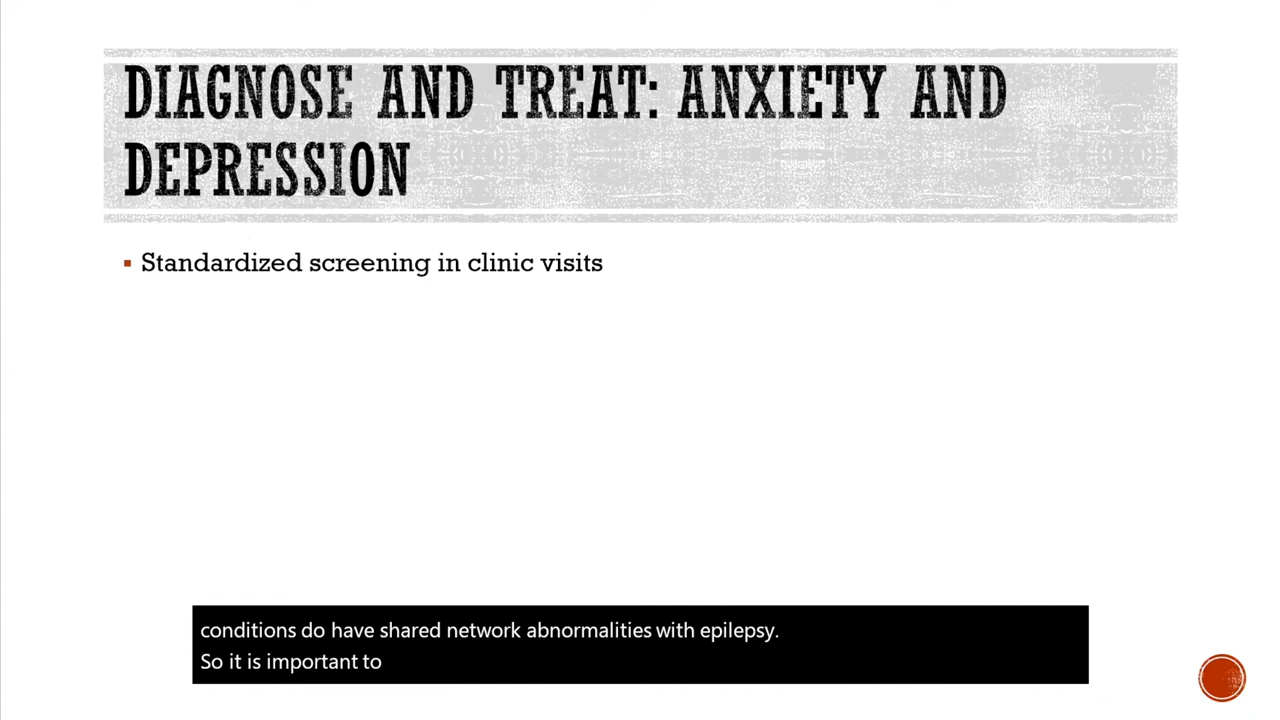 DIAGNOSE AND TREAT: ANXIETY AND
DEPRESSION
▪ Standardized screening in clinic visits
conditions do have shared network abnormalities with epilepsy.
So it is important to